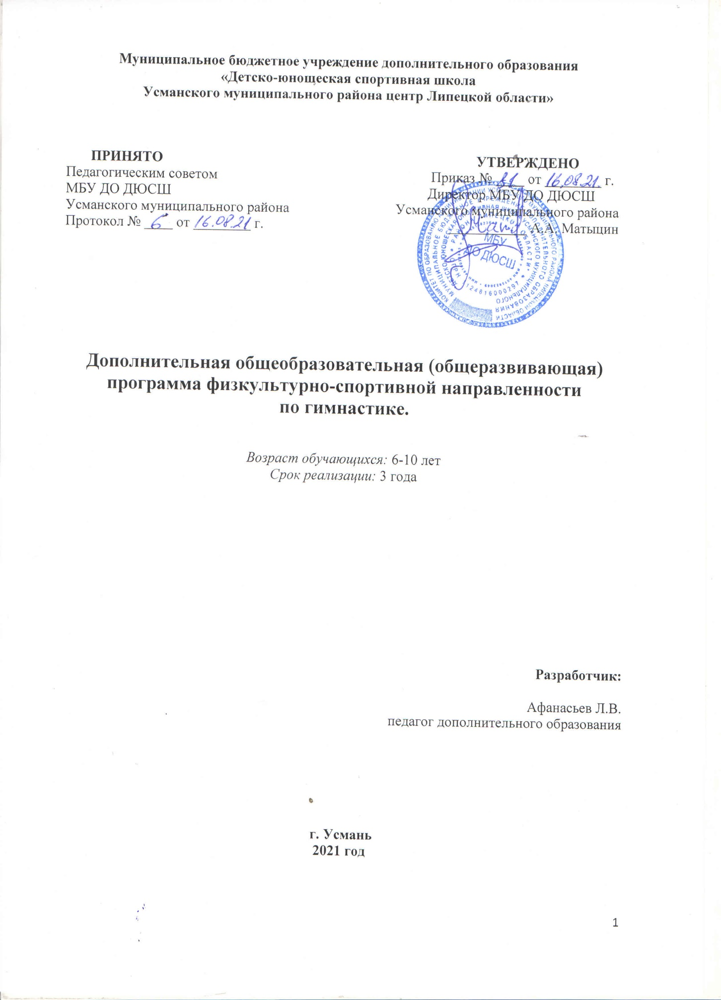 Муниципальное бюджетное учреждение дополнительного образования
«Детско-юношеская спортивная школа
Усманского муниципального района центр Липецкой области»
ПРИНЯТО
Педагогическим советом
МБУ ДО ДЮСШ
Усманского муниципального района
Протокол № 6 от 16.08.21 г.
УТВЕРЖДЕНО
Приказ № от 16.08.21. г.
Директор МБУ ДО ДЮСШ
Усманского муниципального района
А.А. Матыцин
МБУ
ДО ДЮСШ
Дополнительная общеобразовательная (общеразвивающая)
программа физкультурно-спортивной направленности
по гимнастике.
Возраст обучающихся: 6-10 лет
Срок реализации: 3 года
Разработчик:
Афанасьев Л.В.
педагог дополнительного образования
г. Усмань
2021 год
1